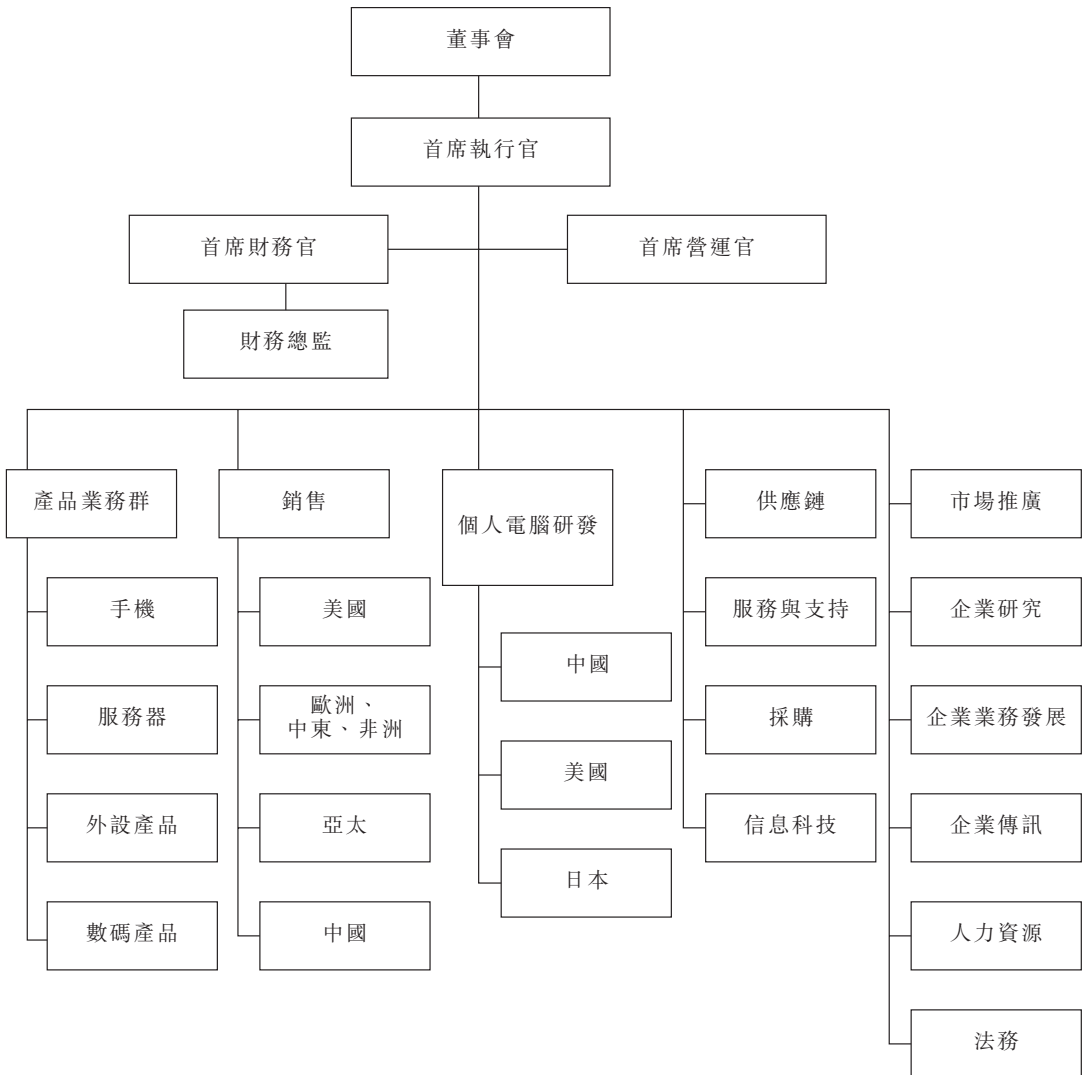 董事會
首席執行官
首席財務官
首席營運官
財務總監
產品業務群
手機
服務器
外設產品
數碼產品
銷售
美國
歐洲、
中東、非洲
亞太
中國
個人電腦研發
中國
美國
日本
供應鏈
服務與支持
採購
信息科技
市場推廣
企業研究
企業業務發展
企業傳訊
人力資源
法務